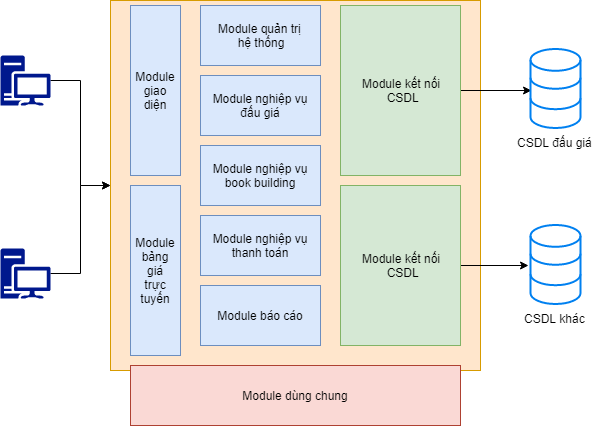 Module
giao
diện
Module
bảng
giá
trực
tuyến
Module quản trị
hệ thống
Module nghiệp vụ
đấu giá
Module nghiệp vụ
book building
Module nghiệp vụ
thanh toán
Module báo cáo
Module kết nối
CSDL
Module kết nối
CSDL
CSDL đấu giá
CSDL khác
Module dùng chung